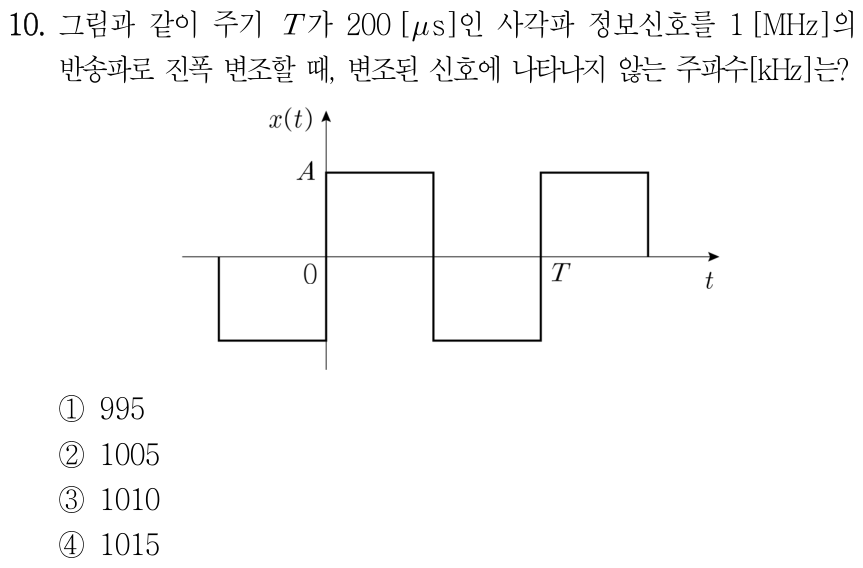 10. 그림과 같이 주기 T가 200 [μs]인 사각파 정보신호를 1 [MHz]의
반송파로 진폭 변조할 때, 변조된 신호에 나타나지 않는 주파수[kHz]는?
x(t)
A
0
T
t
① 995
② 1005
③ 1010
④ 1015